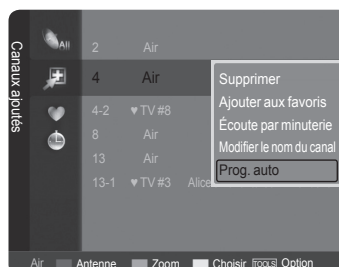 Canaux ajoutés
All
2 Air
4 Air
4-2 ♥ TV #8
8 Air
13 Air
13-1 ♥ TV #3 Alice
Supprimer
Ajouter aux favoris
Écoute par minuterie
Modifier le nom du canal
Prog. auto
Air Antenne Zoom Choisir TOOLS Option